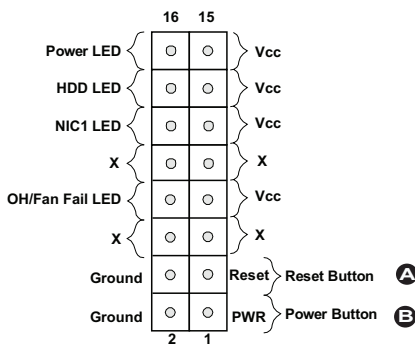 16 15
Power LED Vcc
HDD LED Vcc
NIC1 LED Vcc
X X
OH/Fan Fail LED Vcc
X X
Ground Reset Reset Button A
Ground PWR Power Button B
2 1